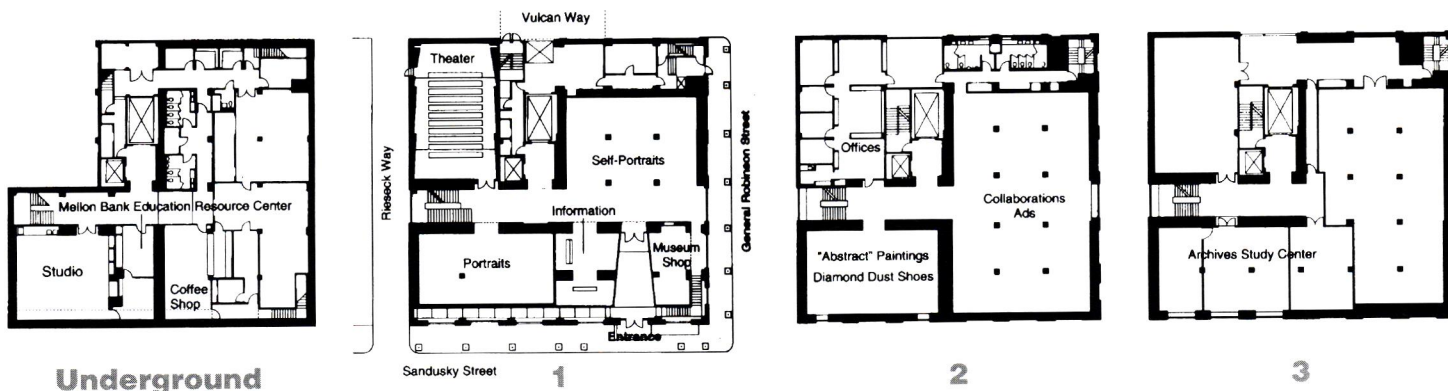 Mellon Bank Education Resource Center
Studio
Coffee
Shop
Underground
Vulcan Way
Theater
Rieseck Way
General Robinson Street
Self-Portraits
Information
Portraits
Museum
Shop
Entrance
Sandusky Street
1
Offices
Collaborations
Ads
"Abstract" Paintings
Diamond Dust Shoes
2
Archives Study Center
3